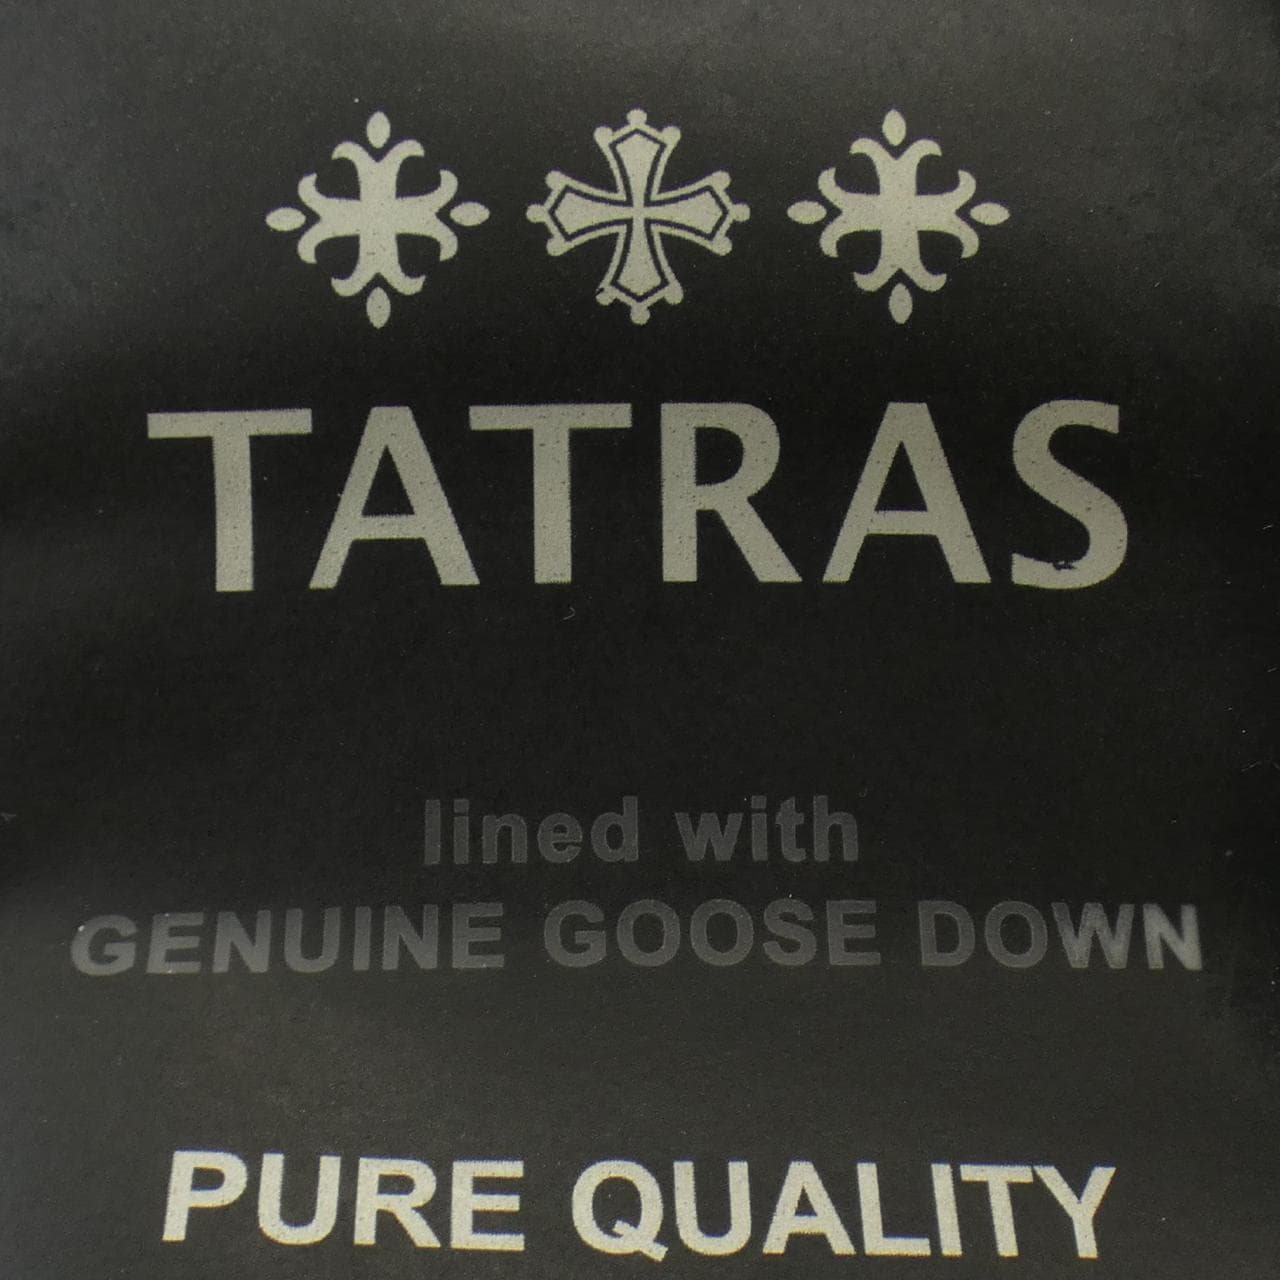 TATRAS
lined with
GENUINE GOOSE DOWN
PURE QUALITY